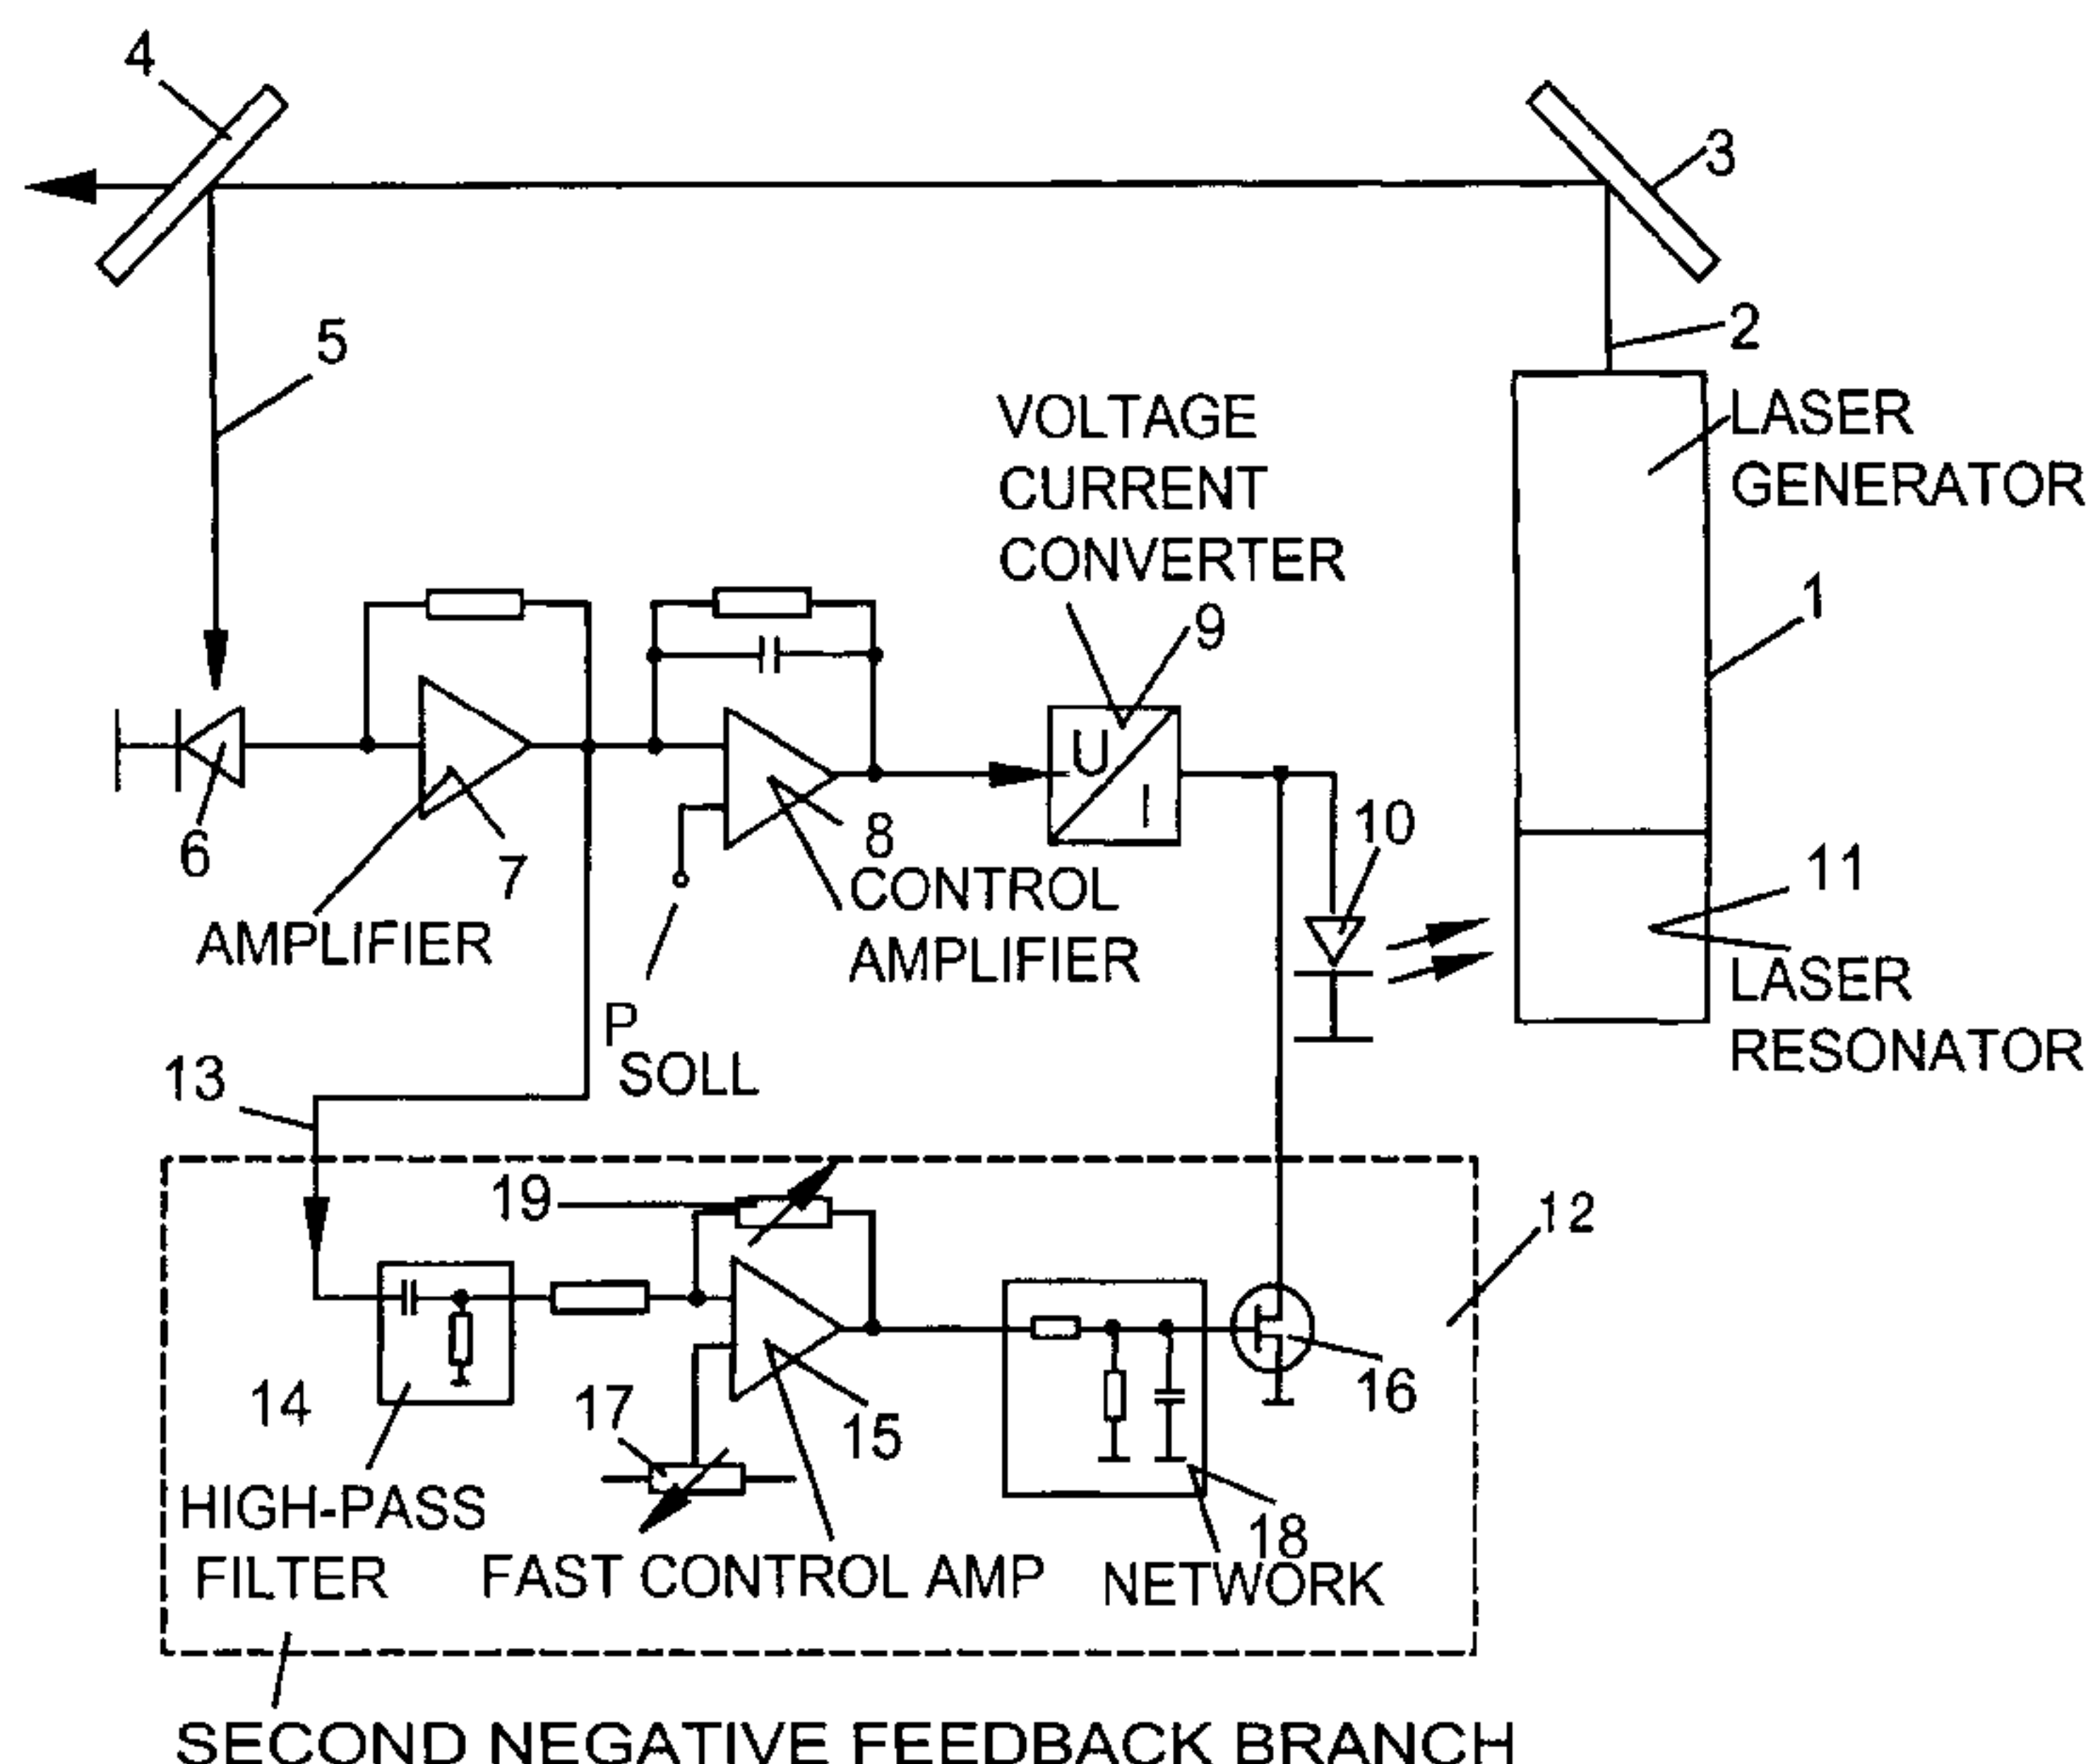 4
3
2
5
VOLTAGE
CURRENT
CONVERTER
LASER
GENERATOR
1
9
U
I
6
7
8
10
11
AMPLIFIER
CONTROL
AMPLIFIER
LASER
RESONATOR
P SOLL
13
19
12
14
17
15
16
18
HIGH-PASS
FILTER
FAST CONTROL AMP
NETWORK
SECOND NEGATIVE FEEDBACK BRANCH